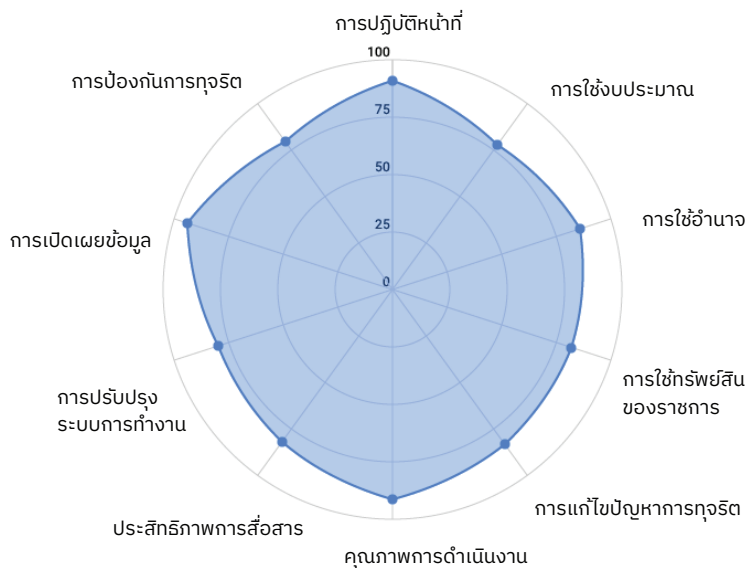 การปฏิบัติหน้าที่
100
การป้องกันการทุจริต
การใช้งบประมาณ
75
50
การใช้อำนาจ
25
การเปิดเผยข้อมูล
0
การใช้ทรัพย์สิน
ของราชการ
การปรับปรุง
ระบบการทำงาน
การแก้ไขปัญหาการทุจริต
ประสิทธิภาพการสื่อสาร
คุณภาพการดำเนินงาน